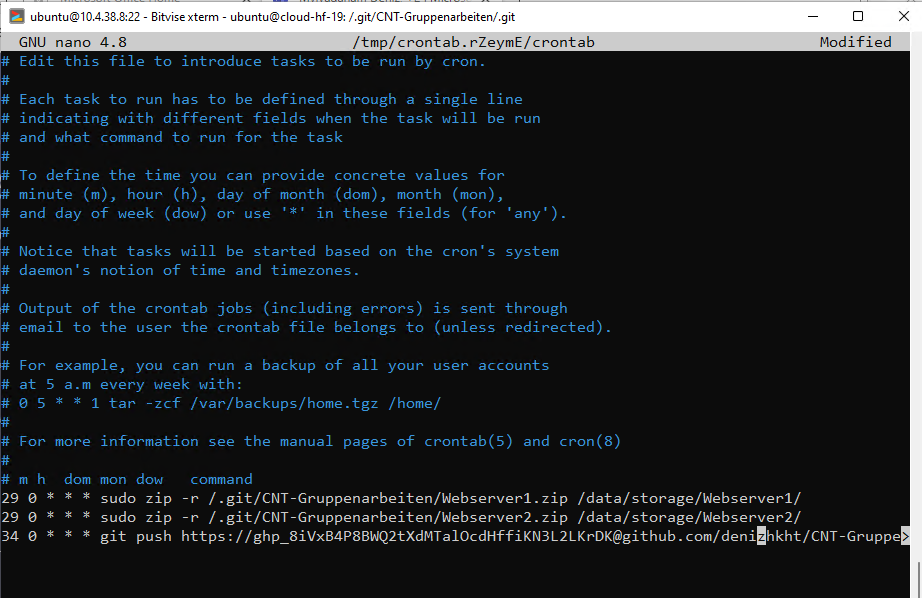 ubuntu@10.4.38.8:22 - Bitvise xterm - ubuntu@cloud-hf-19: /.git/CNT-Gruppenarbeiten/.git
GNU nano 4.8 /tmp/crontab.rZeymE/crontab Modified
# Edit this file to introduce tasks to be run by cron.
#
# Each task to run has to be defined through a single line
# indicating with different fields when the task will be run
# and what command to run for the task
#
# To define the time you can provide concrete values for
# minute (m), hour (h), day of month (dom), month (mon),
# and day of week (dow) or use '*' in these fields (for 'any').
#
# Notice that tasks will be started based on the cron's system
# daemon's notion of time and timezones.
#
# Output of the crontab jobs (including errors) is sent through
# email to the user the crontab file belongs to (unless redirected).
#
# For example, you can run a backup of all your user accounts
# at 5 a.m every week with:
# 0 5 * * 1 tar -zcf /var/backups/home.tgz /home/
#
# For more information see the manual pages of crontab(5) and cron(8)
#
# m h  dom mon dow   command
29 0 * * * sudo zip -r /.git/CNT-Gruppenarbeiten/Webserver1.zip /data/storage/Webserver1/
29 0 * * * sudo zip -r /.git/CNT-Gruppenarbeiten/Webserver2.zip /data/storage/Webserver2/
34 0 * * * git push https://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@github.com/denizhkht/CNT-Gruppe>